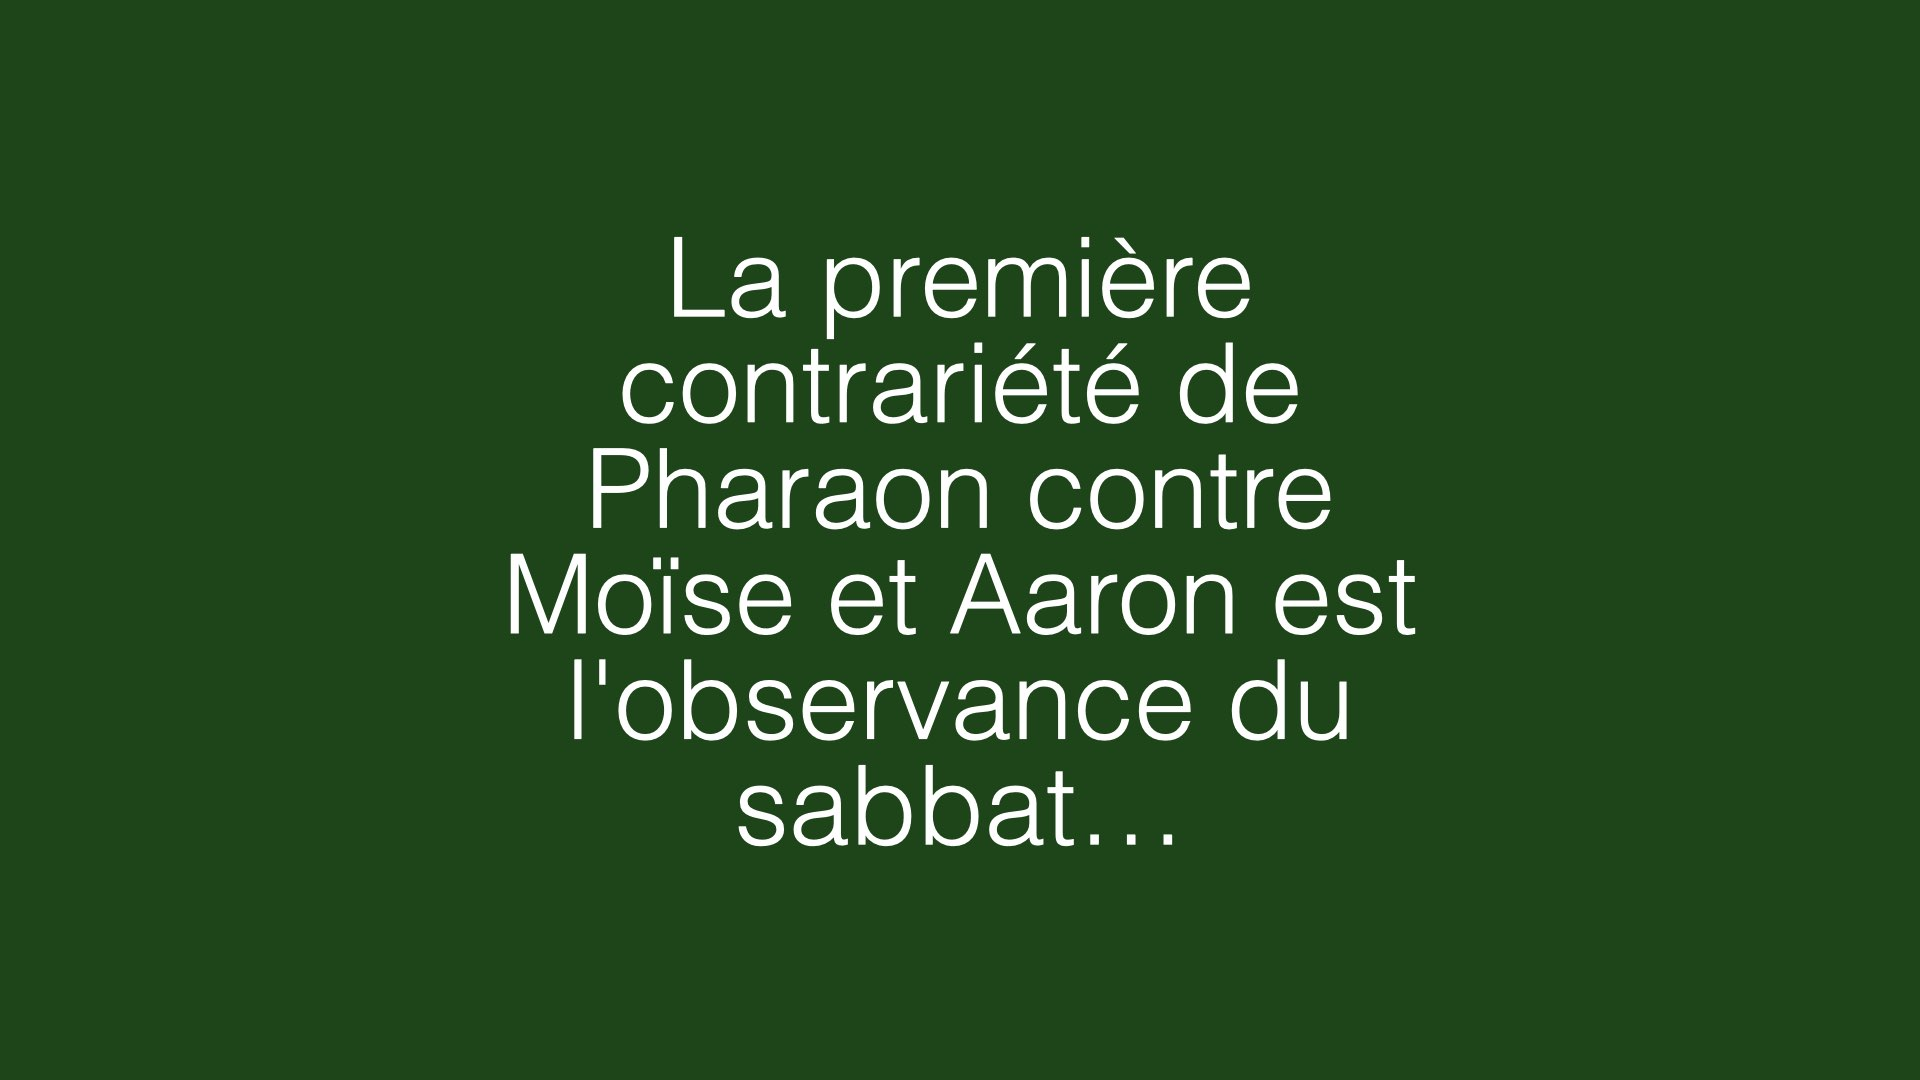 La première
contrariété de
Pharaon contre
Moïse et Aaron est
l'observance du
sabbat…